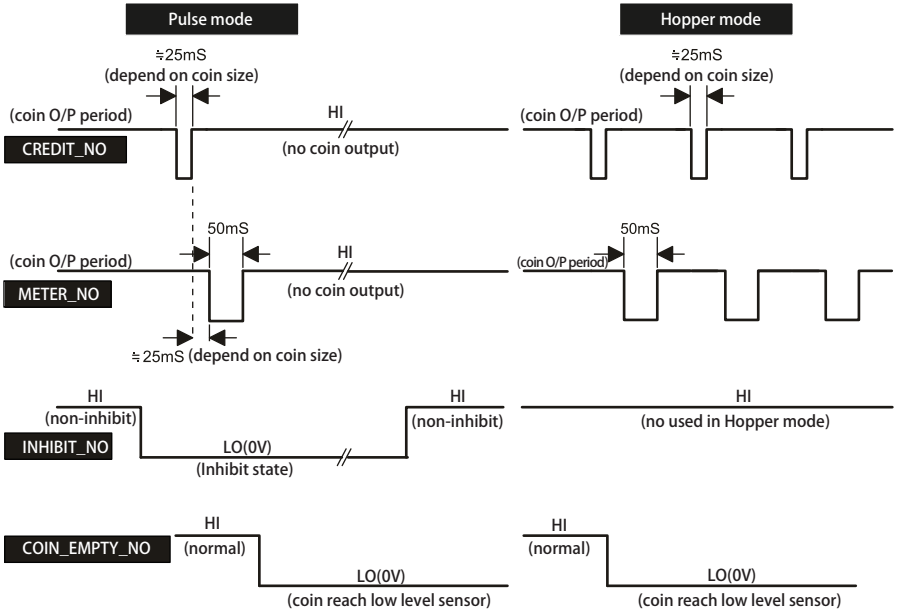 Pulse mode
Hopper mode
≒25mS
(depend on coin size)
≒25mS
(depend on coin size)
(coin O/P period)
HI
(coin O/P period)
CREDIT_NO
(no coin output)
50mS
50mS
(coin O/P period)
HI
(coin O/P period)
METER_NO
(no coin output)
≒25mS (depend on coin size)
HI
HI
HI
(non-inhibit)
(non-inhibit)
(no used in Hopper mode)
INHIBIT_NO
LO(0V)
(Inhibit state)
HI
HI
COIN_EMPTY_NO
(normal)
(normal)
LO(0V)
LO(0V)
(coin reach low level sensor)
(coin reach low level sensor)